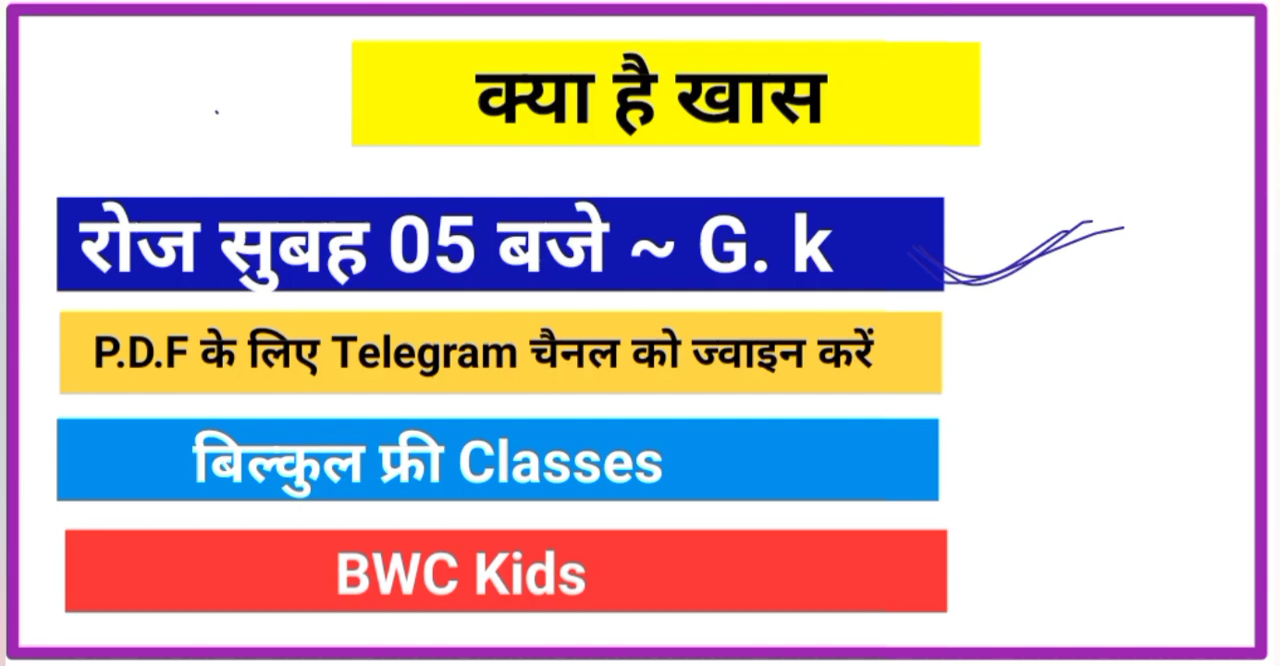 क्या है खास
रोज सुबह 05 बजे ~ G. k
P.D.F के लिए Telegram चैनल को ज्वाइन करें
बिल्कुल फ्री Classes
BWC Kids